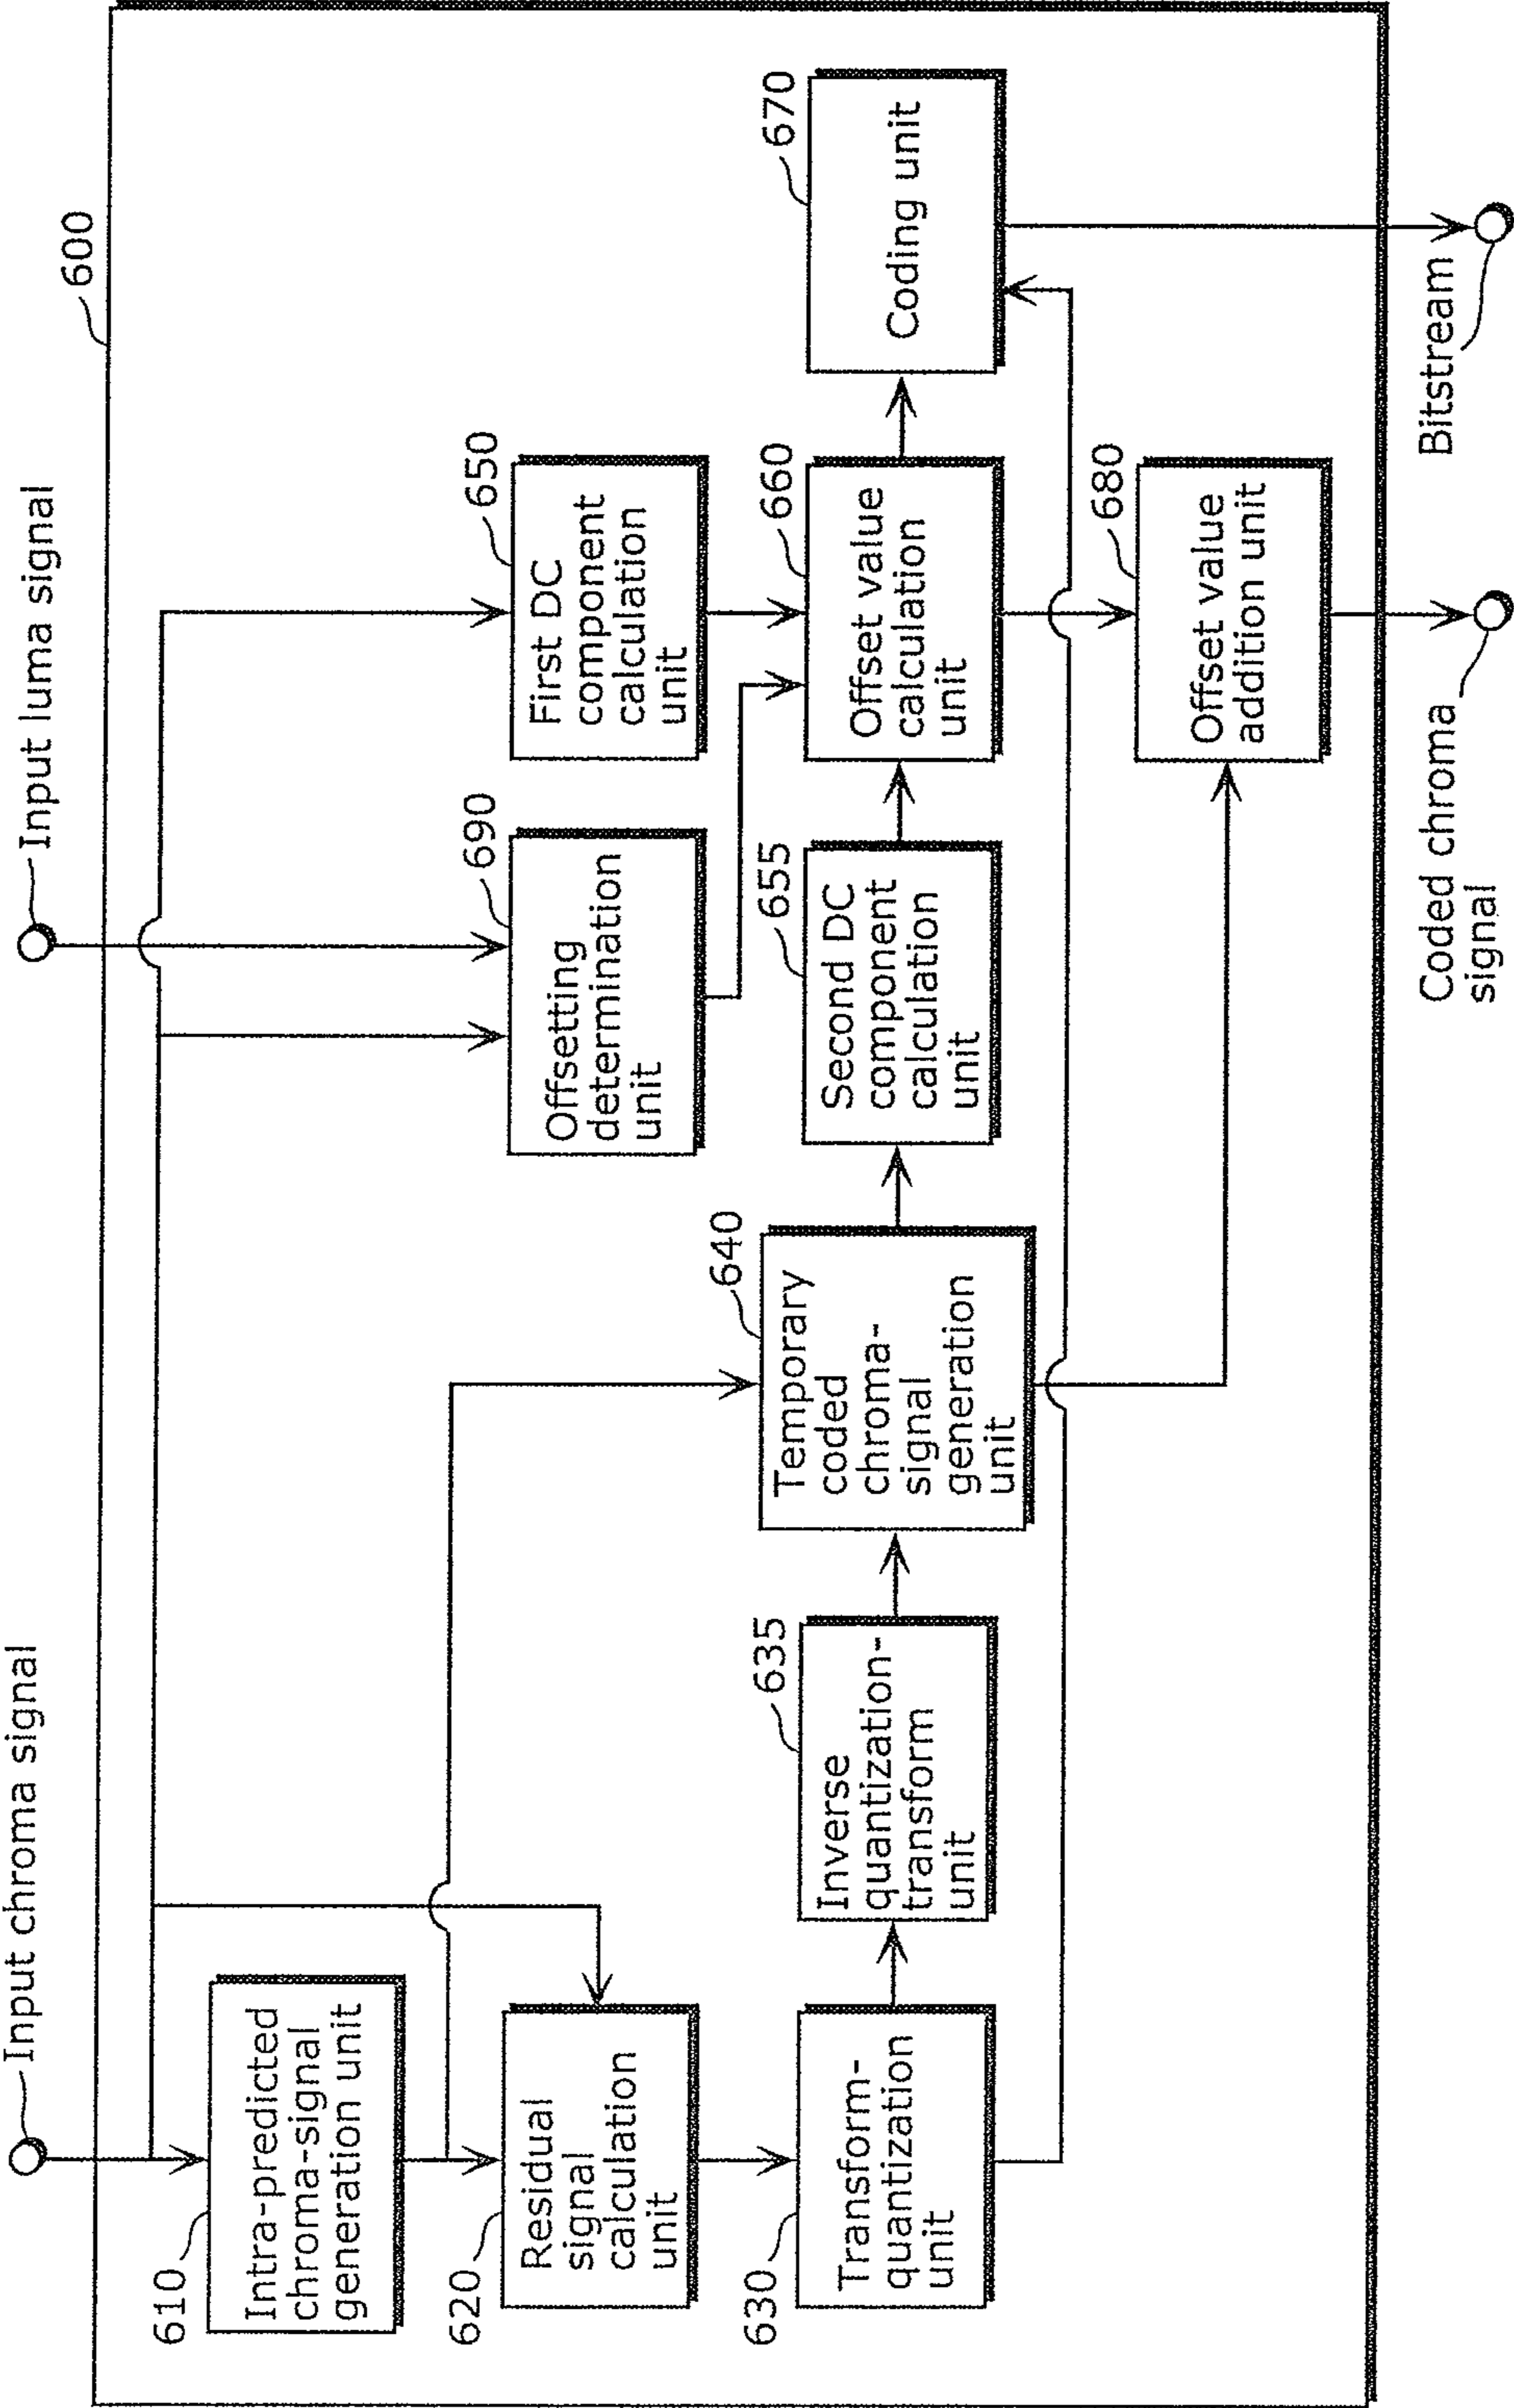 Input chroma signal
Input luma signal
600
610
Intra-predicted
chroma-signal
generation unit
620
Residual
signal
calculation
unit
690
Offsetting
determination
unit
650
First DC
component
calculation
unit
630
Transform-
quantization
unit
635
Inverse
quantization-
transform
unit
640
Temporary
coded
chroma-
signal
generation
unit
655
Second DC
component
calculation
unit
660
Offset value
calculation
unit
670
Coding unit
680
Offset value
addition unit
Coded chroma
signal
Bitstream